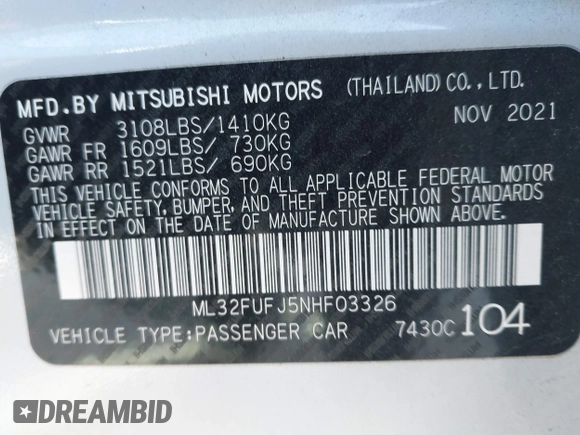 MFD.BY MITSUBISHI MOTORS (THAILAND)CO.,LTD.
NOV 2021
GVWR 3108LBS/1410KG
GAWR FR 1609LBS/ 730KG
GAWR RR 1521LBS/ 690KG
THIS VEHICLE CONFORMS TO ALL APPLICABLE FEDERAL MOTOR
VEHICLE SAFETY, BUMPER, AND THEFT PREVENTION STANDARDS
IN EFFECT ON THE DATE OF MANUFACTURE SHOWN ABOVE.
ML32FUFJ5NHF03326
VEHICLE TYPE:PASSENGER CAR 7430C 104
DREAMBID